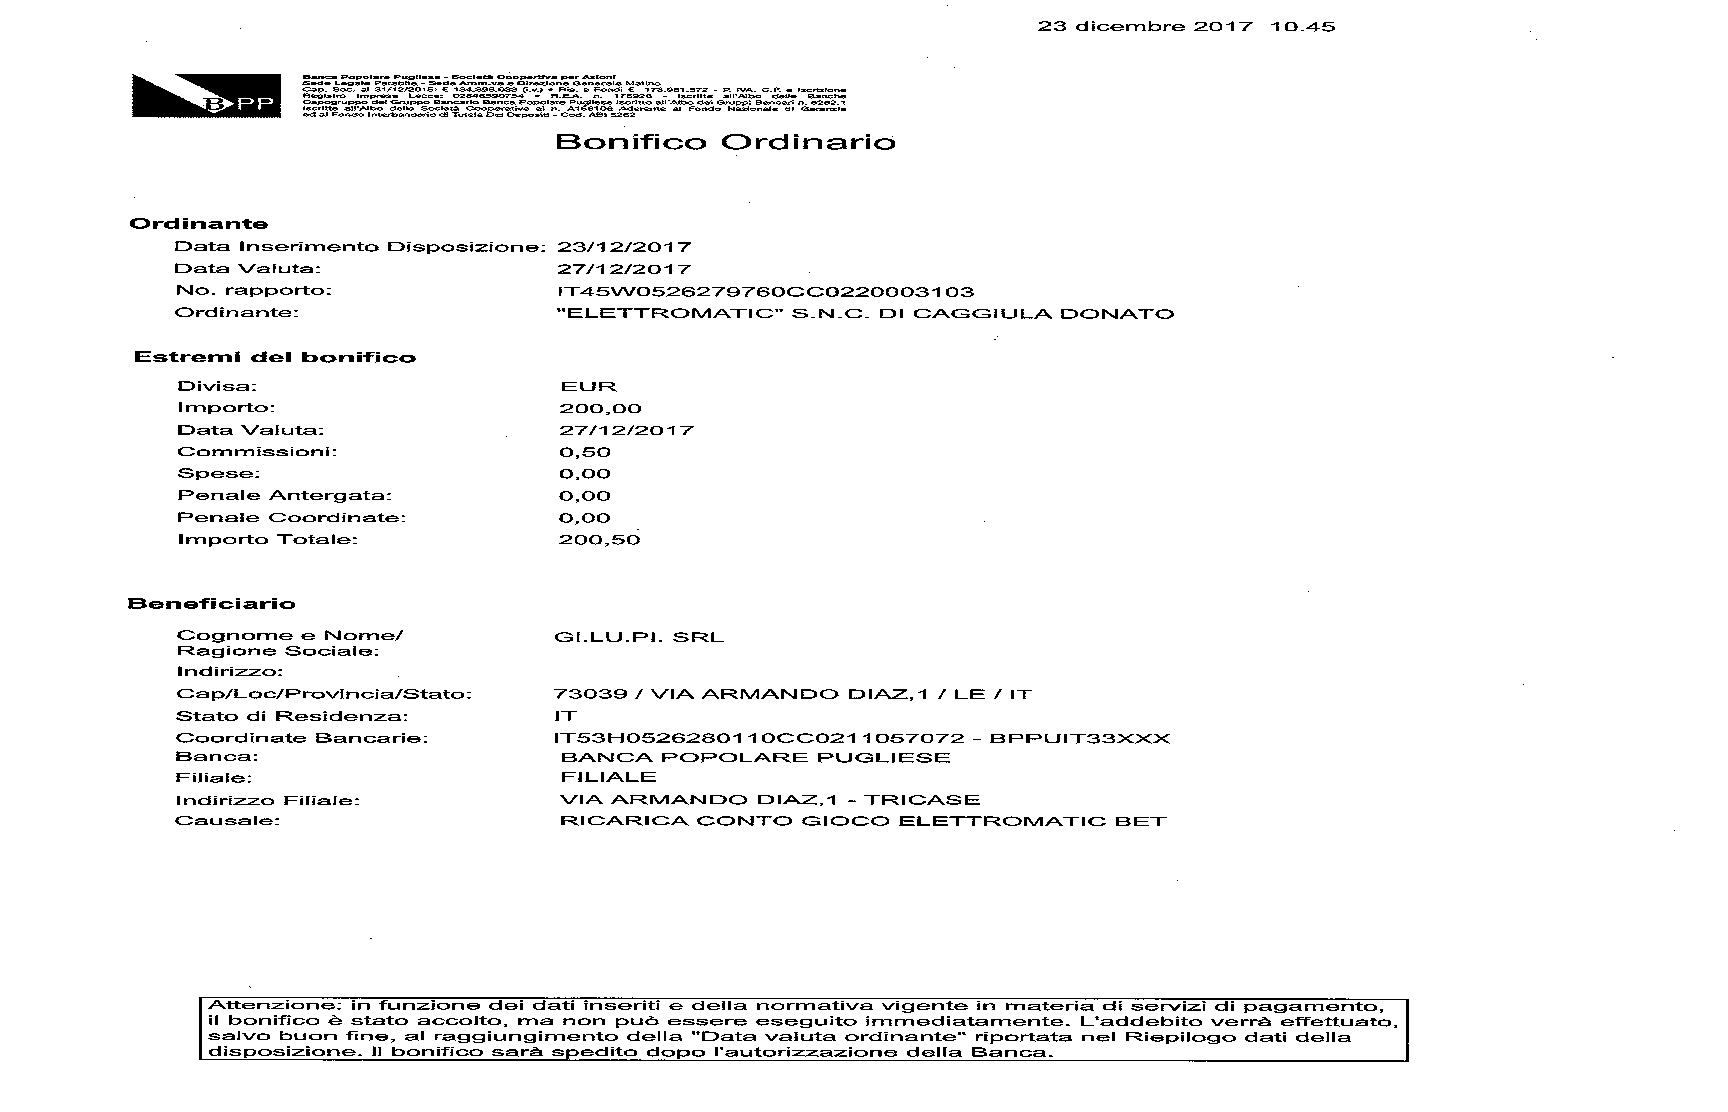 23 dicembre 2017 10.45
BPP
Banca Popolare Pugliese - Società Cooperativa per Azioni
Sede Legale Parabita - Sede Amm.va e Direzione Generale Matino
Cap. Soc. al 31/12/2015: € (i.v.) + Ris. e Fondi € - P. IVA, C.F. e Iscrizione
Registro Imprese Lecce: - R.E.A. n. - Iscritta all'Albo delle Banche
Capogruppo del Gruppo Bancario Banca Popolare Pugliese iscritto all'Albo dei Gruppi Bancari n. 5262.1
Iscritta all'Albo delle Società Cooperative al n. A166106 Aderente al Fondo Nazionale di Garanzia
ed al Fondo Interbancario di Tutela Dei Depositi - Cod. ABI 5262
Bonifico Ordinario
Ordinante
Data Inserimento Disposizione: 23/12/2017
Data Valuta: 27/12/2017
No. rapporto: IT45W0526279760CC0220003103
Ordinante: "ELETTROMATIC" S.N.C. DI CAGGIULA DONATO
Estremi del bonifico
Divisa: EUR
Importo: 200,00
Data Valuta: 27/12/2017
Commissioni: 0,50
Spese: 0,00
Penale Antergata: 0,00
Penale Coordinate: 0,00
Importo Totale: 200,50
Beneficiario
Cognome e Nome/ GI.LU.PI. SRL
Ragione Sociale:
Indirizzo:
Cap/Loc/Provincia/Stato: 73039 / VIA ARMANDO DIAZ,1 / LE / IT
Stato di Residenza: IT
Coordinate Bancarie: IT53H0526280110CC0211057072 - BPPUIT33XXX
Banca: BANCA POPOLARE PUGLIESE
Filiale: FILIALE
Indirizzo Filiale: VIA ARMANDO DIAZ,1 - TRICASE
Causale: RICARICA CONTO GIOCO ELETTROMATIC BET
Attenzione: in funzione dei dati inseriti e della normativa vigente in materia di servizi di pagamento,
il bonifico è stato accolto, ma non può essere eseguito immediatamente. L'addebito verrà effettuato,
salvo buon fine, al raggiungimento della "Data valuta ordinante" riportata nel Riepilogo dati della
disposizione. Il bonifico sarà spedito dopo l'autorizzazione della Banca.